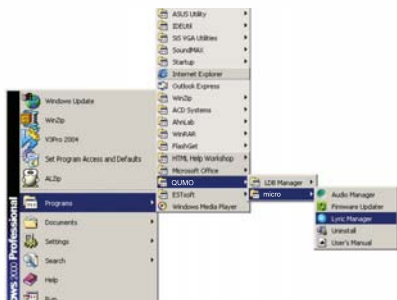 ASUS Utility
IDEUtil
SiS VGA Utilities
SoundMAX
Startup
Internet Explorer
Outlook Express
WinZip
ACD Systems
AhnLab
WinRAR
FlashGet
HTML Help Workshop
Microsoft Office
QUMO
ESTsoft
Windows Media Player
LDB Manager
micro
Audio Manager
Firmware Updater
Lyric Manager
Uninstall
User's Manual
Windows Update
WinZip
V3Pro 2004
Set Program Access and Defaults
ALZip
Programs
Documents
Settings
Search
Help
Run
ows 2000 Professional